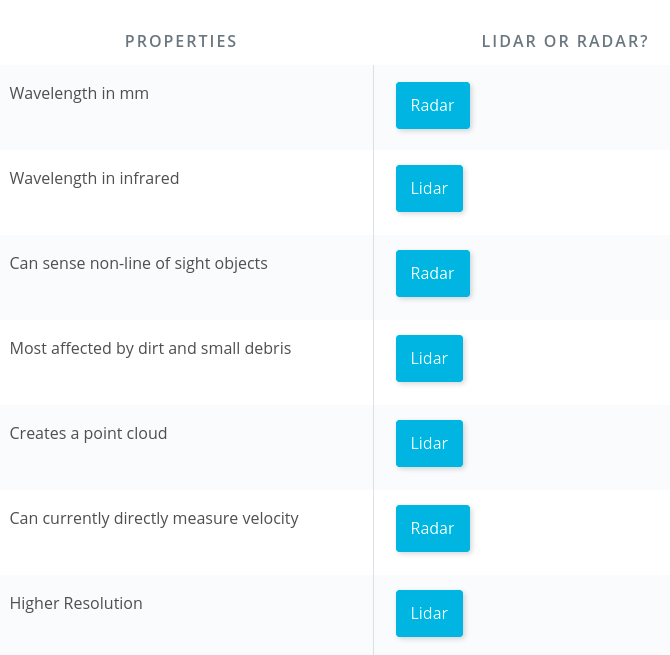 PROPERTIES LIDAR OR RADAR?
Wavelength in mm Radar
Wavelength in infrared Lidar
Can sense non-line of sight objects Radar
Most affected by dirt and small debris Lidar
Creates a point cloud Lidar
Can currently directly measure velocity Radar
Higher Resolution Lidar